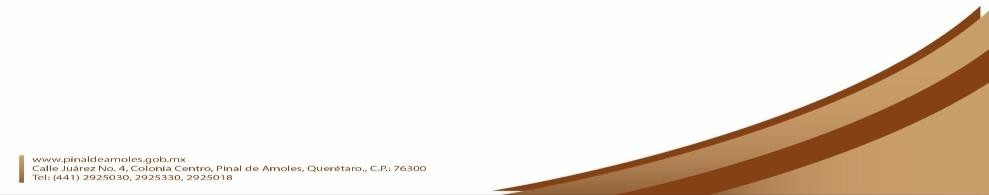 www.pinaldeamoles.gob.mx
Calle Juárez No. 4, Colonia Centro, Pinal de Amoles, Querétaro., C.P.: 76300
Tel: (441) 2925030, 2925330, 2925018